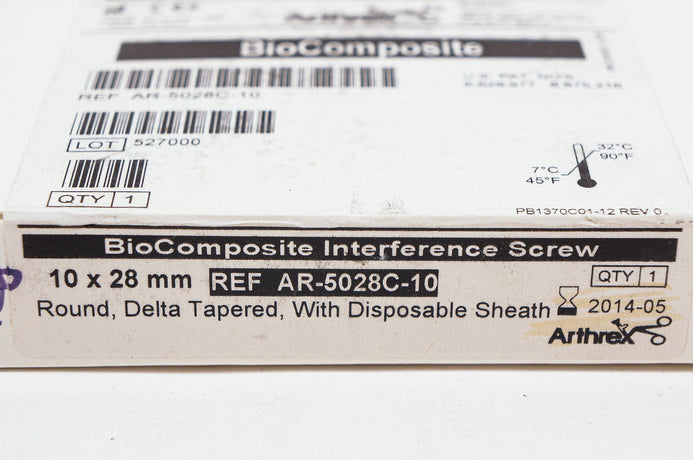 Arthrex
BioComposite
REF AR-5028C-10
LOT 527000
32°C
90°F
7°C
45°F
QTY 1
PB1370C01-12 REV 0
BioComposite Interference Screw
10 x 28 mm REF AR-5028C-10 QTY 1
Round, Delta Tapered, With Disposable Sheath 2014-05
Arthrex